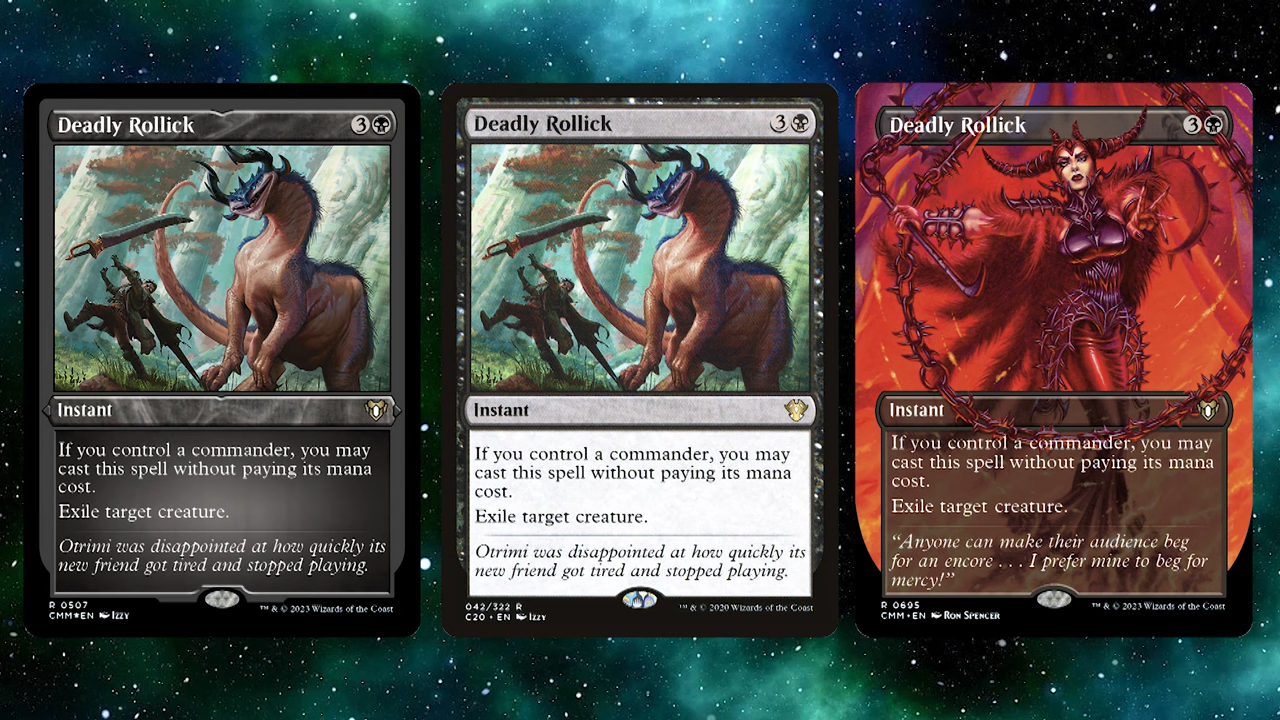 Deadly Rollick 3
Instant
If you control a commander, you may
cast this spell without paying its mana
cost.
Exile target creature.
Otrimi was disappointed at how quickly its
new friend got tired and stopped playing.
R 0507
™ & © 2023 Wizards of the Coast
CMM★EN Izzy
Deadly Rollick 3
Instant
If you control a commander, you may
cast this spell without paying its mana
cost.
Exile target creature.
Otrimi was disappointed at how quickly its
new friend got tired and stopped playing.
042/322 R
™ & © 2020 Wizards of the Coast
C20 • EN Izzy
Deadly Rollick 3
Instant
If you control a commander, you may
cast this spell without paying its mana
cost.
Exile target creature.
“Anyone can make their audience beg
for an encore . . . I prefer mine to beg for
mercy!”
R 0695
™ & © 2023 Wizards of the Coast
CMM • EN Ron Spencer